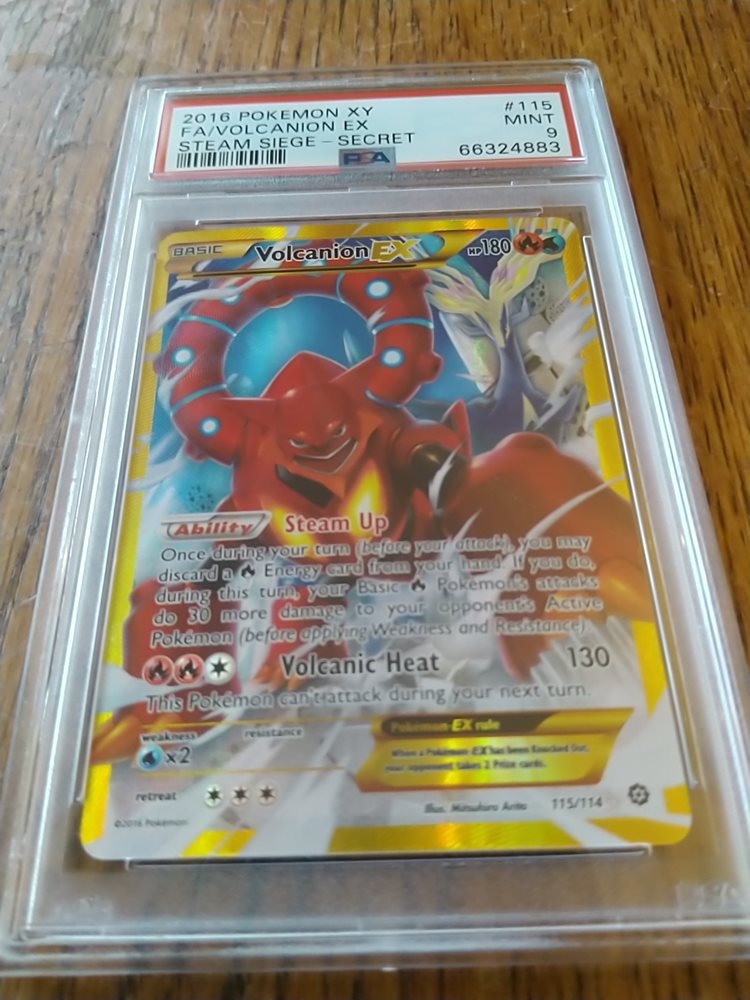 2016 POKEMON XY #115
FA/VOLCANION EX MINT
STEAM SIEGE – SECRET 9
PSA 66324883
BASIC Volcanion EX HP180
Ability Steam Up
Once during your turn (before your attack), you may
discard a Energy card from your hand. If you do,
during this turn, your Basic Pokémon's attacks
do 30 more damage to your opponent's Active
Pokémon (before applying Weakness and Resistance).
Volcanic Heat 130
This Pokémon can't attack during your next turn.
weakness resistance
x2
Pokémon-EX rule
When a Pokémon-EX has been Knocked Out,
your opponent takes 2 Prize cards.
retreat
Illus. Mitsuhiro Arita 115/114
©2016 Pokémon